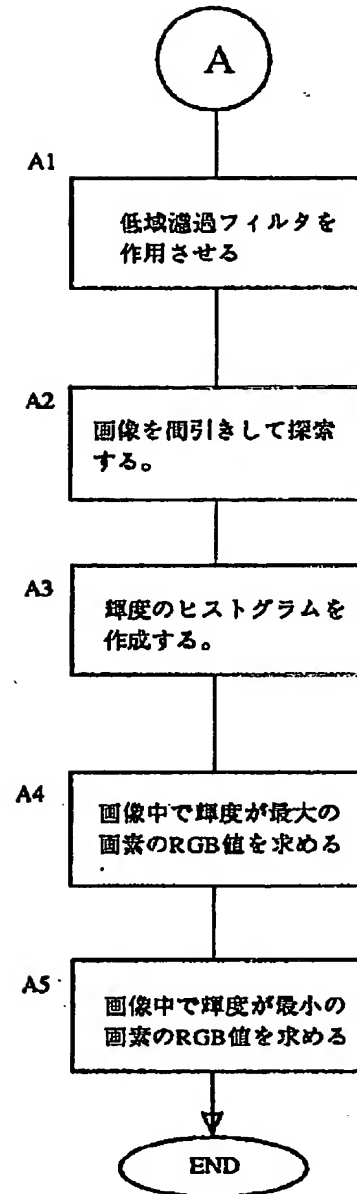 A
A1
低域濾過フィルタを
作用させる
A2
画像を間引きして探索
する。
A3
輝度のヒストグラムを
作成する。
A4
画像中で輝度が最大の
画素のRGB値を求める
A5
画像中で輝度が最小の
画素のRGB値を求める
END